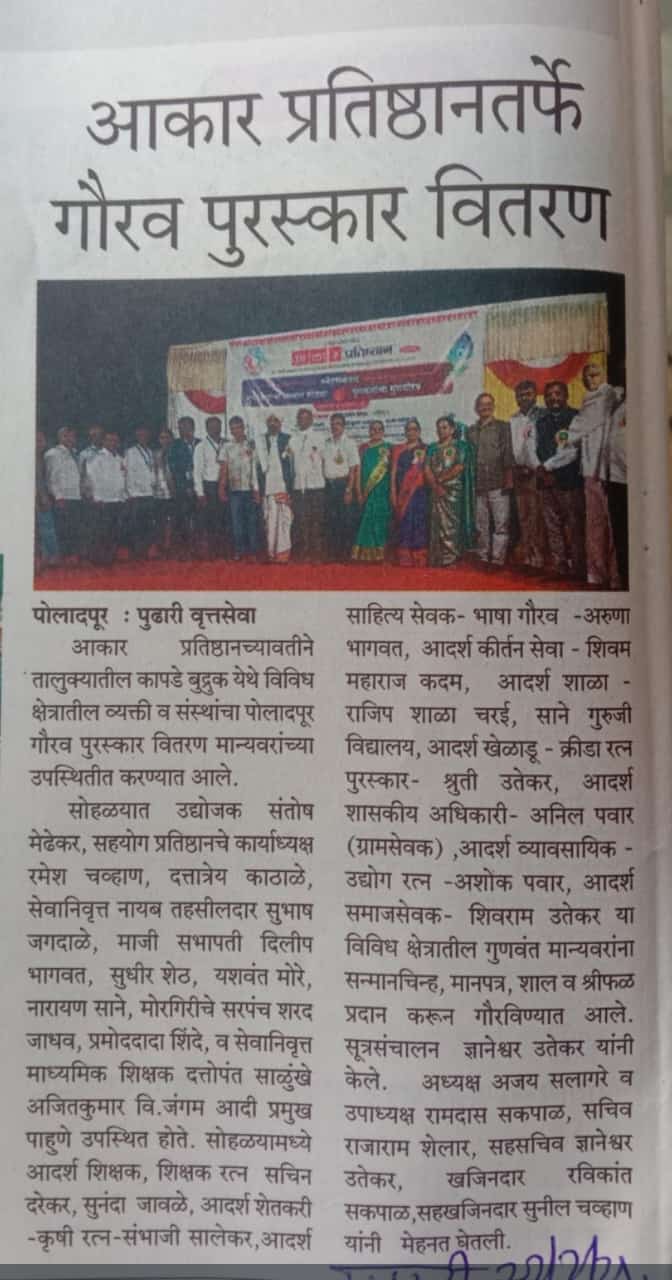 आकार प्रतिष्ठानतर्फे
गौरव पुरस्कार वितरण
प्रतिष्ठान
पोलादपूर : पुढारी वृत्तसेवा
आकार प्रतिष्ठानच्यावतीने
तालुक्यातील कापडे बुद्रुक येथे विविध
क्षेत्रातील व्यक्ती व संस्थांचा पोलादपूर
गौरव पुरस्कार वितरण मान्यवरांच्या
उपस्थितीत करण्यात आले.
सोहळयात उद्योजक संतोष
मेढेकर, सहयोग प्रतिष्ठानचे कार्याध्यक्ष
रमेश चव्हाण, दत्तात्रेय काठाळे,
सेवानिवृत्त नायब तहसीलदार सुभाष
जगदाळे, माजी सभापती दिलीप
भागवत, सुधीर शेठ, यशवंत मोरे,
नारायण साने, मोरगिरीचे सरपंच शरद
जाधव, प्रमोददादा शिंदे, व सेवानिवृत्त
माध्यमिक शिक्षक दत्तोपंत साळुंखे
अजितकुमार वि.जंगम आदी प्रमुख
पाहुणे उपस्थित होते. सोहळयामध्ये
आदर्श शिक्षक, शिक्षक रत्न सचिन
दरेकर, सुनंदा जावळे, आदर्श शेतकरी
-कृषी रत्न-संभाजी सालेकर,आदर्श
साहित्य सेवक- भाषा गौरव -अरुणा
भागवत, आदर्श कीर्तन सेवा - शिवम
महाराज कदम, आदर्श शाळा -
राजिप शाळा चरई, साने गुरुजी
विद्यालय, आदर्श खेळाडू - क्रीडा रत्न
पुरस्कार- श्रुती उतेकर, आदर्श
शासकीय अधिकारी- अनिल पवार
(ग्रामसेवक) ,आदर्श व्यावसायिक -
उद्योग रत्न -अशोक पवार, आदर्श
समाजसेवक- शिवराम उतेकर या
विविध क्षेत्रातील गुणवंत मान्यवरांना
सन्मानचिन्ह, मानपत्र, शाल व श्रीफळ
प्रदान करून गौरविण्यात आले.
सूत्रसंचालन ज्ञानेश्वर उतेकर यांनी
केले. अध्यक्ष अजय सलागरे व
उपाध्यक्ष रामदास सकपाळ, सचिव
राजाराम शेलार, सहसचिव ज्ञानेश्वर
उतेकर, खजिनदार रविकांत
सकपाळ,सहखजिनदार सुनील चव्हाण
यांनी मेहनत घेतली.